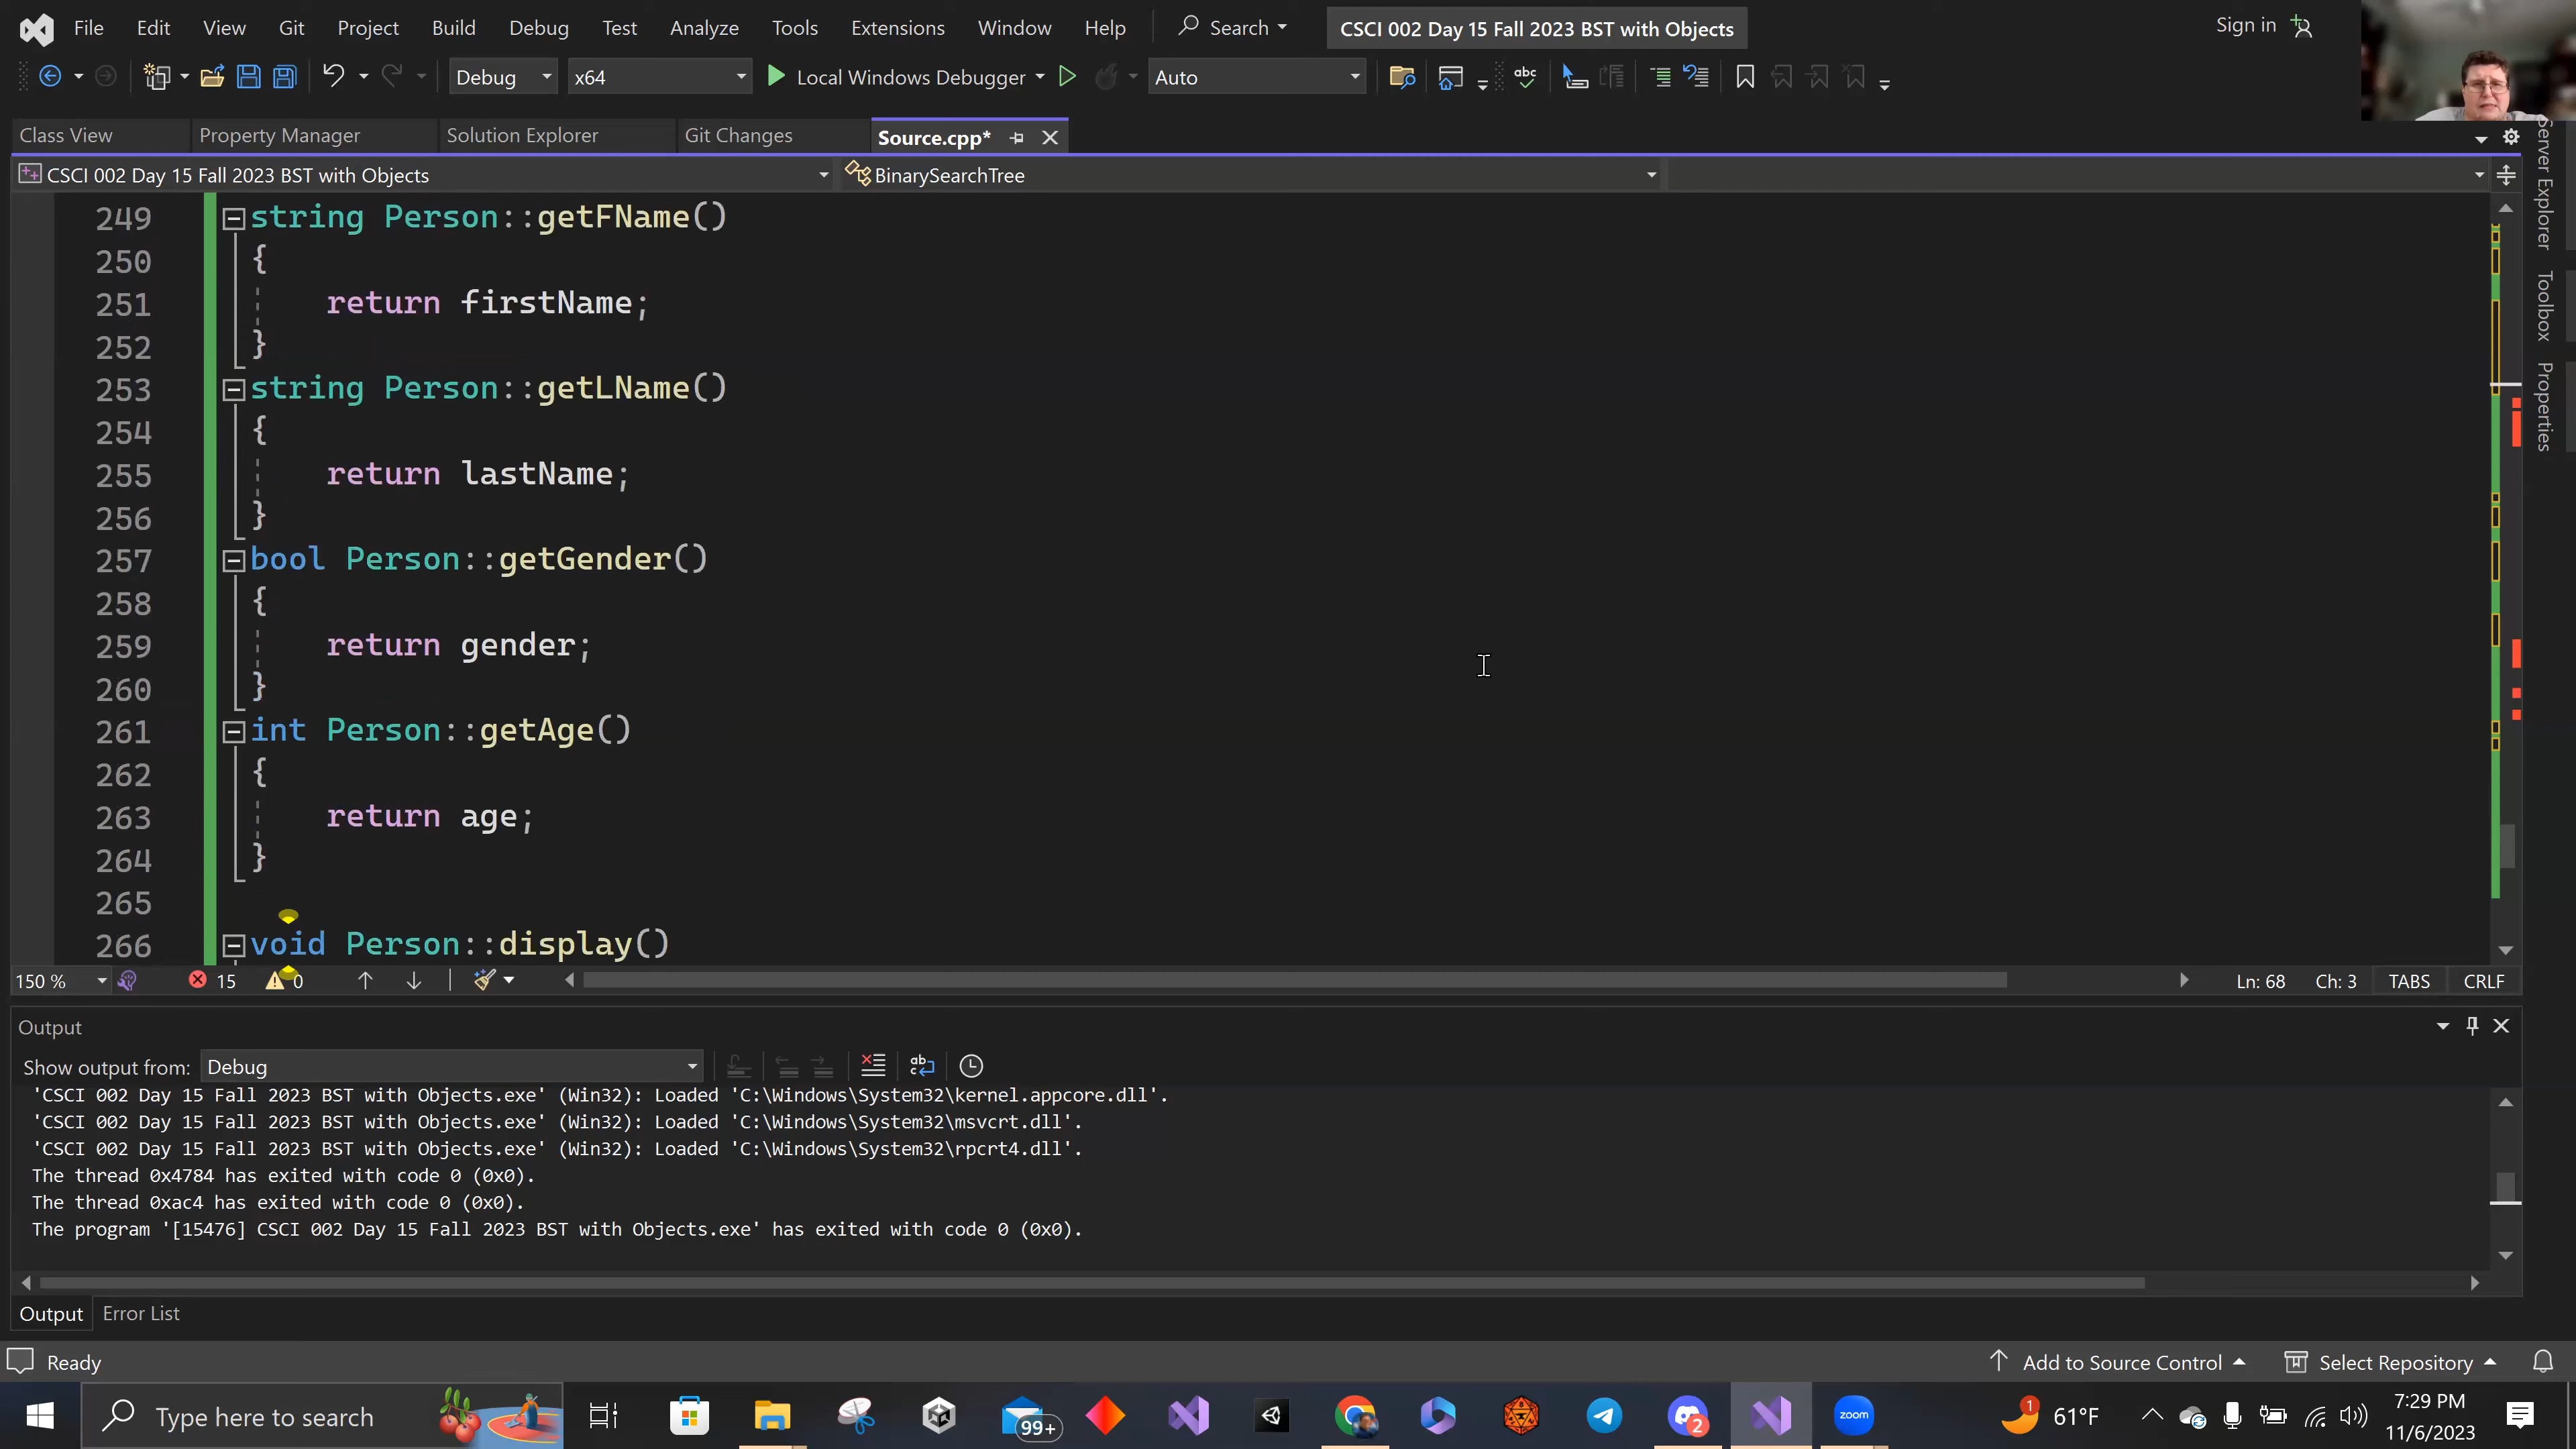 File Edit View Git Project Build Debug Test Analyze Tools Extensions Window Help Search CSCI 002 Day 15 Fall 2023 BST with Objects Sign in
Debug x64 Local Windows Debugger Auto
Class View Property Manager Solution Explorer Git Changes Source.cpp*
CSCI 002 Day 15 Fall 2023 BST with Objects BinarySearchTree
249 string Person::getFName()
250 {
251 return firstName;
252 }
253 string Person::getLName()
254 {
255 return lastName;
256 }
257 bool Person::getGender()
258 {
259 return gender;
260 }
261 int Person::getAge()
262 {
263 return age;
264 }
265
266 void Person::display()
150 % 15 0 Ln: 68 Ch: 3 TABS CRLF
Server Explorer
Toolbox
Properties
Output
Show output from: Debug
'CSCI 002 Day 15 Fall 2023 BST with Objects.exe' (Win32): Loaded 'C:\Windows\System32\kernel.appcore.dll'.
'CSCI 002 Day 15 Fall 2023 BST with Objects.exe' (Win32): Loaded 'C:\Windows\System32\msvcrt.dll'.
'CSCI 002 Day 15 Fall 2023 BST with Objects.exe' (Win32): Loaded 'C:\Windows\System32\rpcrt4.dll'.
The thread 0x4784 has exited with code 0 (0x0).
The thread 0xac4 has exited with code 0 (0x0).
The program '[15476] CSCI 002 Day 15 Fall 2023 BST with Objects.exe' has exited with code 0 (0x0).
Output Error List
Ready Add to Source Control Select Repository
Type here to search 99+ 2 zoom 1 61°F 7:29 PM
11/6/2023